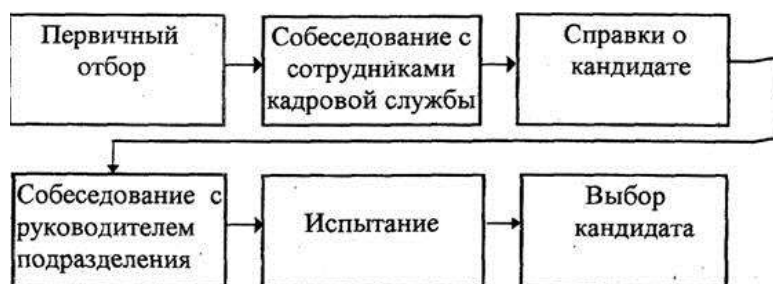 Первичный
отбор
Собеседование с
сотрудниками
кадровой службы
Справки о
кандидате
Собеседование с
руководителем
подразделения
Испытание
Выбор
кандидата